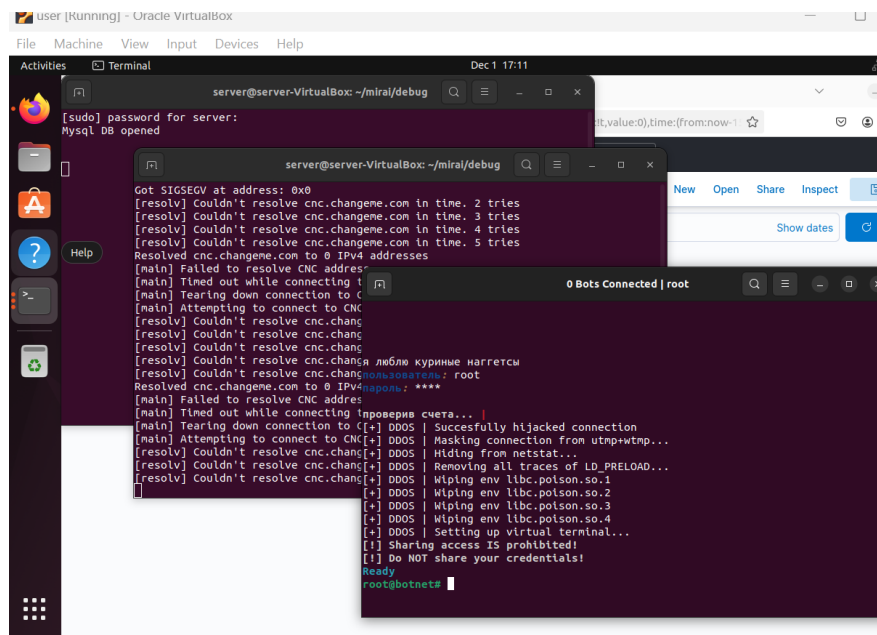 user [Running] - Oracle VirtualBox
File Machine View Input Devices Help
Activities Terminal Dec 1 17:11
server@server-VirtualBox: ~/mirai/debug
[sudo] password for server:
Mysql DB opened
lt,value:0),time:(from:now-1
New Open Share Inspect
Show dates
Help
server@server-VirtualBox: ~/mirai/debug
Got SIGSEGV at address: 0x0
[resolv] Couldn't resolve cnc.changeme.com in time. 2 tries
[resolv] Couldn't resolve cnc.changeme.com in time. 3 tries
[resolv] Couldn't resolve cnc.changeme.com in time. 4 tries
[resolv] Couldn't resolve cnc.changeme.com in time. 5 tries
Resolved cnc.changeme.com to 0 IPv4 addresses
[main] Failed to resolve CNC address
[main] Timed out while connecting t
[main] Tearing down connection to C
[main] Attempting to connect to CNC
[resolv] Couldn't resolve cnc.chang
[resolv] Couldn't resolve cnc.chang
[resolv] Couldn't resolve cnc.chang
[resolv] Couldn't resolve cnc.chang
[resolv] Couldn't resolve cnc.chang
Resolved cnc.changeme.com to 0 IPv4
[main] Failed to resolve CNC addres
[main] Timed out while connecting t
[main] Tearing down connection to C
[main] Attempting to connect to CNC
[resolv] Couldn't resolve cnc.chang
[resolv] Couldn't resolve cnc.chang
[resolv] Couldn't resolve cnc.chang
0 Bots Connected | root
я люблю куриные наггетсы
пользователь: root
пароль: ****
проверив счета... |
[+] DDOS | Succesfully hijacked connection
[+] DDOS | Masking connection from utmp+wtmp...
[+] DDOS | Hiding from netstat...
[+] DDOS | Removing all traces of LD_PRELOAD...
[+] DDOS | Wiping env libc.poison.so.1
[+] DDOS | Wiping env libc.poison.so.2
[+] DDOS | Wiping env libc.poison.so.3
[+] DDOS | Wiping env libc.poison.so.4
[+] DDOS | Setting up virtual terminal...
[!] Sharing access IS prohibited!
[!] Do NOT share your credentials!
Ready
root@botnet#